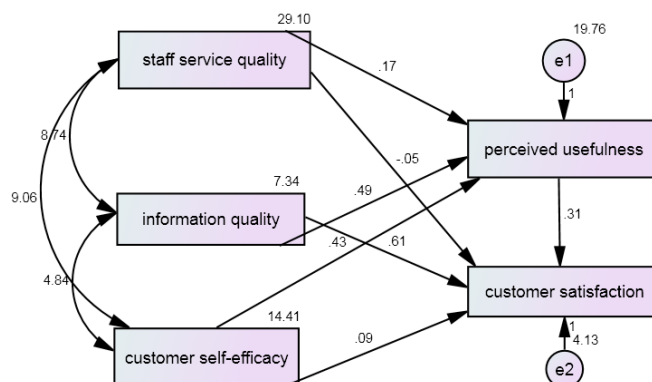 29.10
staff service quality
.17
19.76
e1
1
perceived usefulness
8.74
-.05
9.06
7.34
information quality
.49
.43
.61
.31
4.84
14.41
customer self-efficacy
.09
customer satisfaction
1
4.13
e2